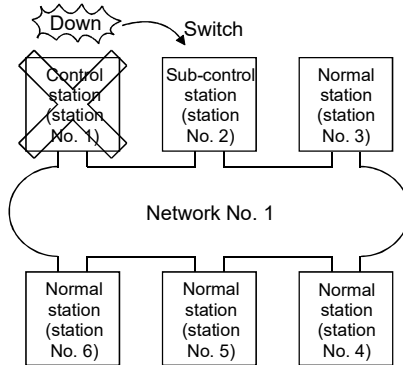 Down
Switch
Control
station
(station
No. 1)
Sub-control
station
(station
No. 2)
Normal
station
(station
No. 3)
Network No. 1
Normal
station
(station
No. 6)
Normal
station
(station
No. 5)
Normal
station
(station
No. 4)